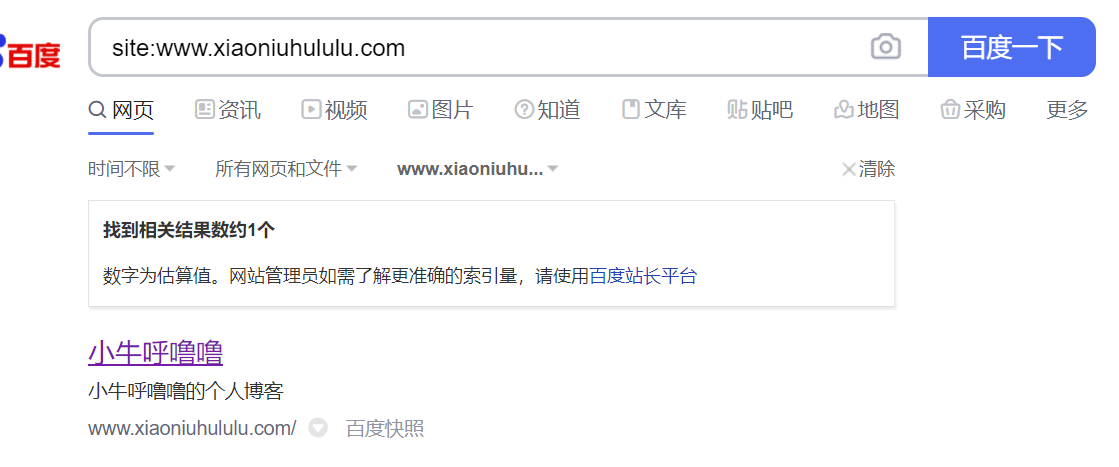 百度
site:www.xiaoniuhululu.com
百度一下
网页 资讯 视频 图片 知道 文库 贴吧 地图 采购 更多
时间不限 所有网页和文件 www.xiaoniuhu... 清除
找到相关结果数约1个
数字为估算值。网站管理员如需了解更准确的索引量，请使用百度站长平台
小牛呼噜噜
小牛呼噜噜的个人博客
www.xiaoniuhululu.com/ 百度快照